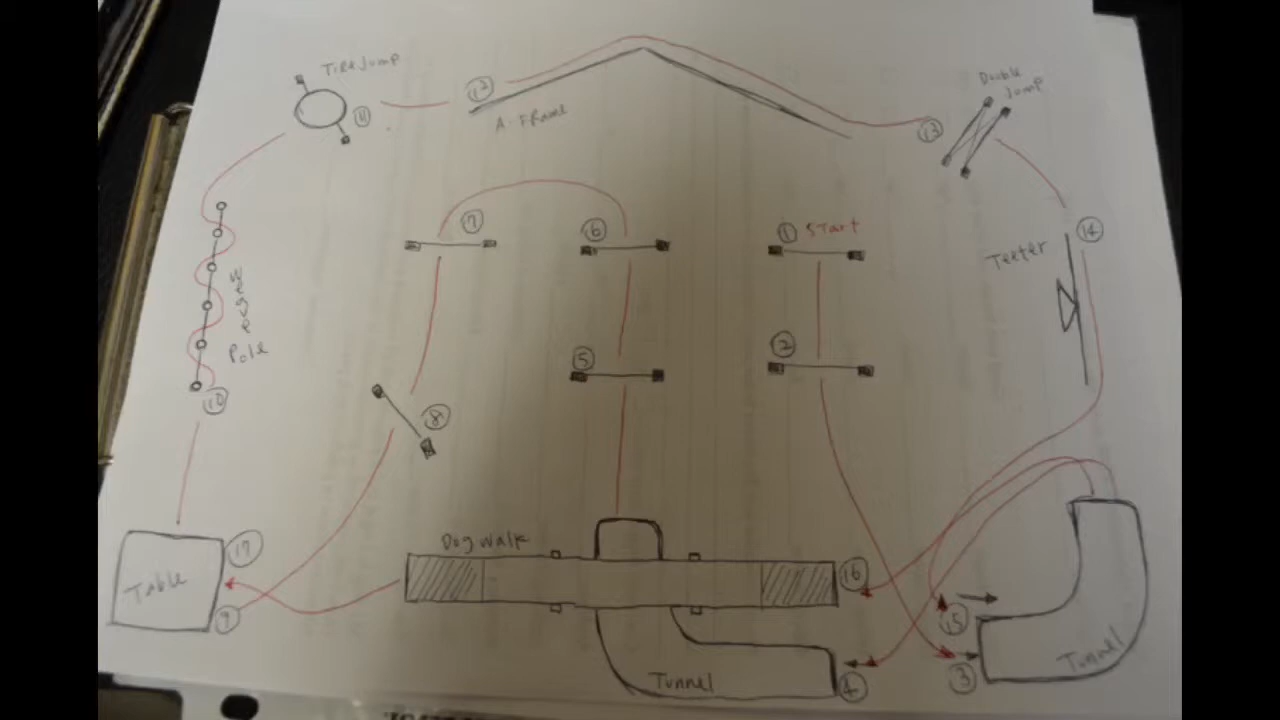 Tire Jump
11
12
A-Frame
13
Double
Jump
7
6
1 Start
14
Teeter
Weave
Pole
5
2
10
8
Dog Walk
17
Table
9
16
15
Tunnel
4
3
Tunnel